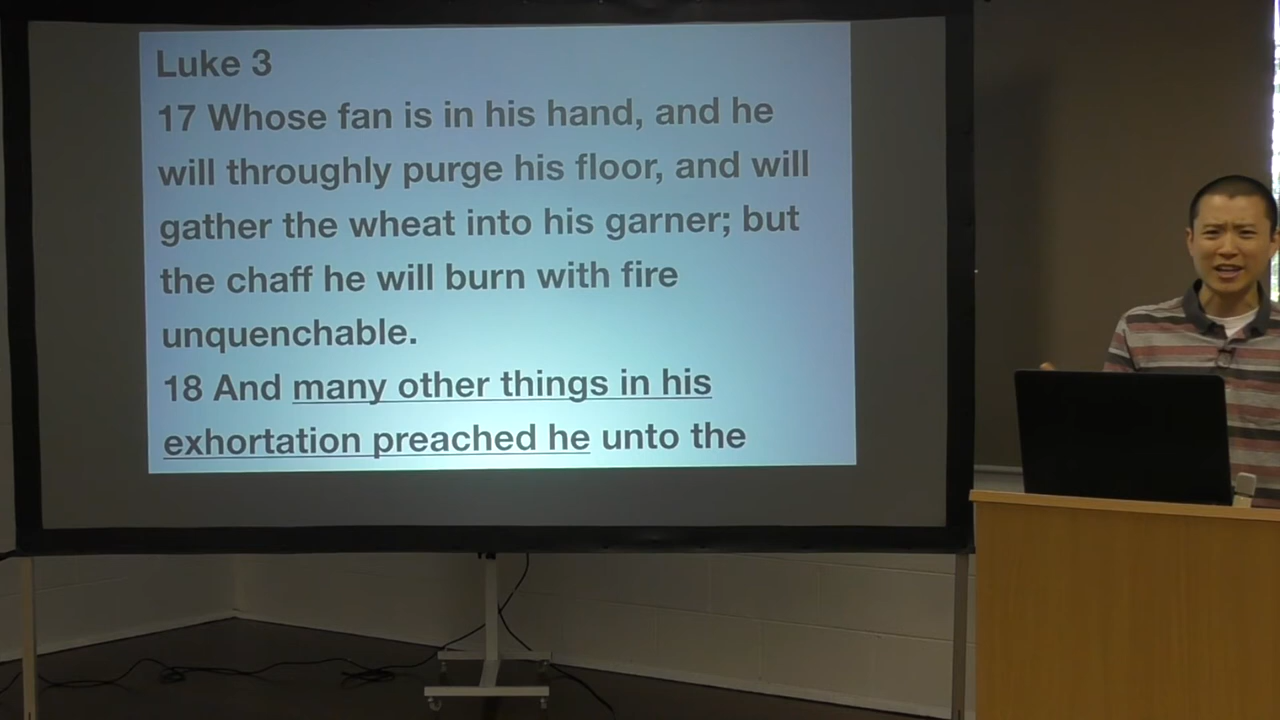 Luke 3
17 Whose fan is in his hand, and he
will throughly purge his floor, and will
gather the wheat into his garner; but
the chaff he will burn with fire
unquenchable.
18 And many other things in his
exhortation preached he unto the